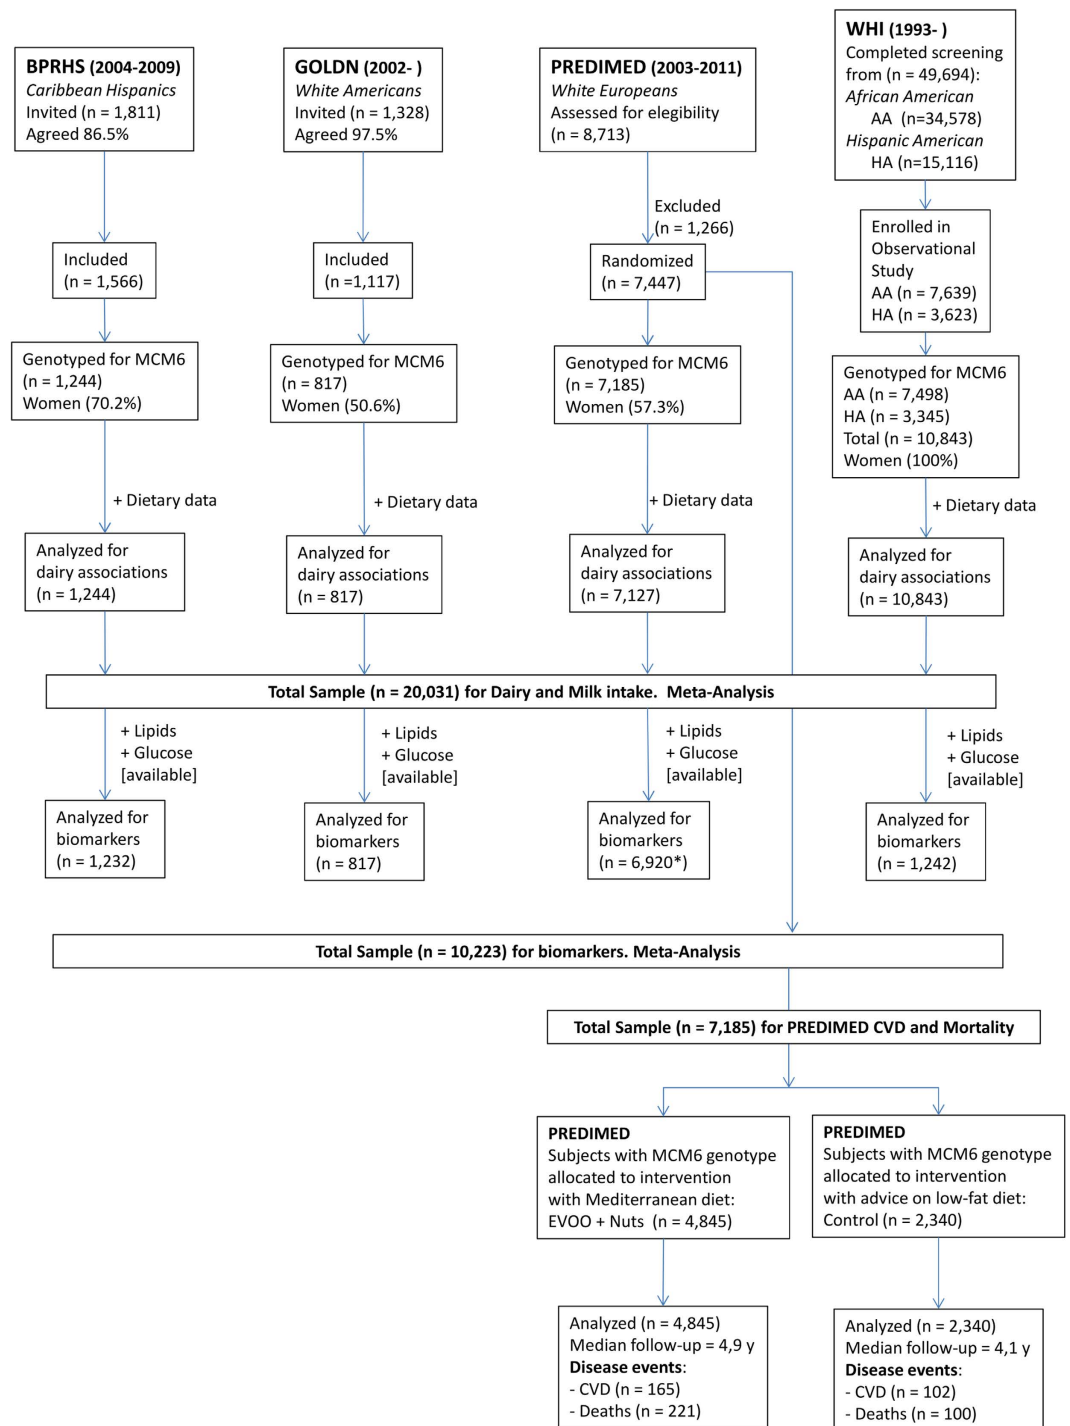 BPRHS (2004-2009)
Caribbean Hispanics
Invited (n = 1,811)
Agreed 86.5%
GOLDN (2002- )
White Americans
Invited (n = 1,328)
Agreed 97.5%
PREDIMED (2003-2011)
White Europeans
Assessed for elegibility
(n = 8,713)
WHI (1993- )
Completed screening
from (n = 49,694):
African American
AA (n=34,578)
Hispanic American
HA (n=15,116)
Excluded
(n = 1,266)
Included
(n = 1,566)
Included
(n =1,117)
Randomized
(n = 7,447)
Enrolled in
Observational
Study
AA (n = 7,639)
HA (n = 3,623)
Genotyped for MCM6
(n = 1,244)
Women (70.2%)
Genotyped for MCM6
(n = 817)
Women (50.6%)
Genotyped for MCM6
(n = 7,185)
Women (57.3%)
Genotyped for MCM6
AA (n = 7,498)
HA (n = 3,345)
Total (n = 10,843)
Women (100%)
+ Dietary data
+ Dietary data
+ Dietary data
+ Dietary data
Analyzed for
dairy associations
(n = 1,244)
Analyzed for
dairy associations
(n = 817)
Analyzed for
dairy associations
(n = 7,127)
Analyzed for
dairy associations
(n = 10,843)
Total Sample (n = 20,031) for Dairy and Milk intake. Meta-Analysis
+ Lipids
+ Glucose
[available]
+ Lipids
+ Glucose
[available]
+ Lipids
+ Glucose
[available]
+ Lipids
+ Glucose
[available]
Analyzed for
biomarkers
(n = 1,232)
Analyzed for
biomarkers
(n = 817)
Analyzed for
biomarkers
(n = 6,920*)
Analyzed for
biomarkers
(n = 1,242)
Total Sample (n = 10,223) for biomarkers. Meta-Analysis
Total Sample (n = 7,185) for PREDIMED CVD and Mortality
PREDIMED
Subjects with MCM6 genotype
allocated to intervention
with Mediterranean diet:
EVOO + Nuts (n = 4,845)
PREDIMED
Subjects with MCM6 genotype
allocated to intervention
with advice on low-fat diet:
Control (n = 2,340)
Analyzed (n = 4,845)
Median follow-up = 4,9 y
Disease events:
- CVD (n = 165)
- Deaths (n = 221)
Analyzed (n = 2,340)
Median follow-up = 4,1 y
Disease events:
- CVD (n = 102)
- Deaths (n = 100)